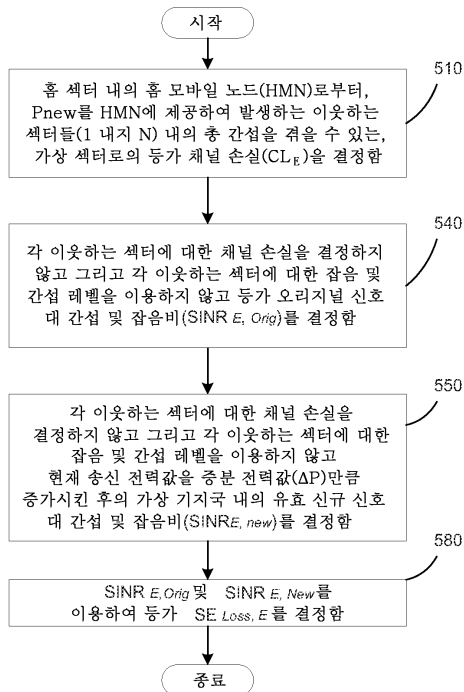 시작
510
홈 섹터 내의 홈 모바일 노드(HMN)로부터,
Pnew를 HMN에 제공하여 발생하는 이웃하는
섹터들(1 내지 N) 내의 총 간섭을 겪을 수 있는,
가상 섹터로의 등가 채널 손실(CLE)을 결정함
540
각 이웃하는 섹터에 대한 채널 손실을 결정하지
않고 그리고 각 이웃하는 섹터에 대한 잡음 및
간섭 레벨을 이용하지 않고 등가 오리지널 신호
대 간섭 및 잡음비(SINR E, Orig)를 결정함
550
각 이웃하는 섹터에 대한 채널 손실을
결정하지 않고 그리고 각 이웃하는 섹터에 대한
잡음 및 간섭 레벨을 이용하지 않고
현재 송신 전력값을 증분 전력값(ΔP)만큼
증가시킨 후의 가상 기지국 내의 유효 신규 신호
대 간섭 및 잡음비(SINRE, new)를 결정함
580
SINR E,Orig 및 SINR E, New를
이용하여 등가 SE Loss, E를 결정함
종료